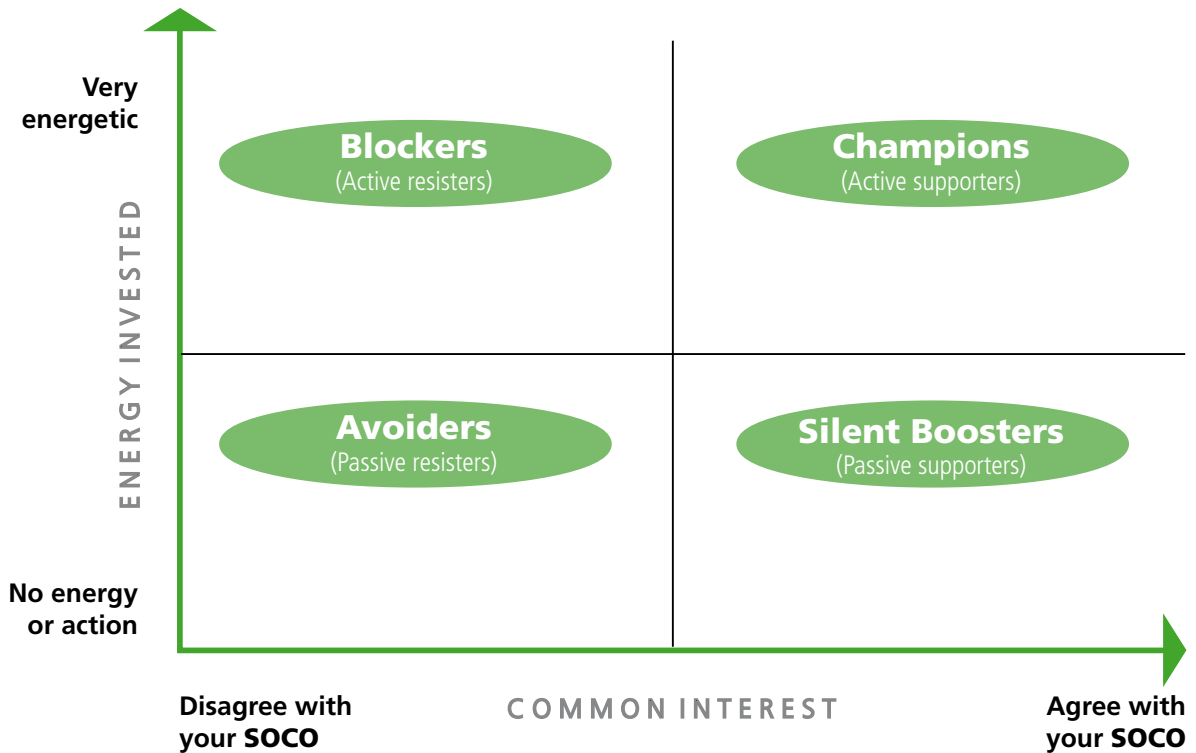 Very
energetic
Blockers
(Active resisters)
Champions
(Active supporters)
ENERGY INVESTED
Avoiders
(Passive resisters)
Silent Boosters
(Passive supporters)
No energy
or action
Disagree with
your SOCO
COMMON INTEREST
Agree with
your SOCO